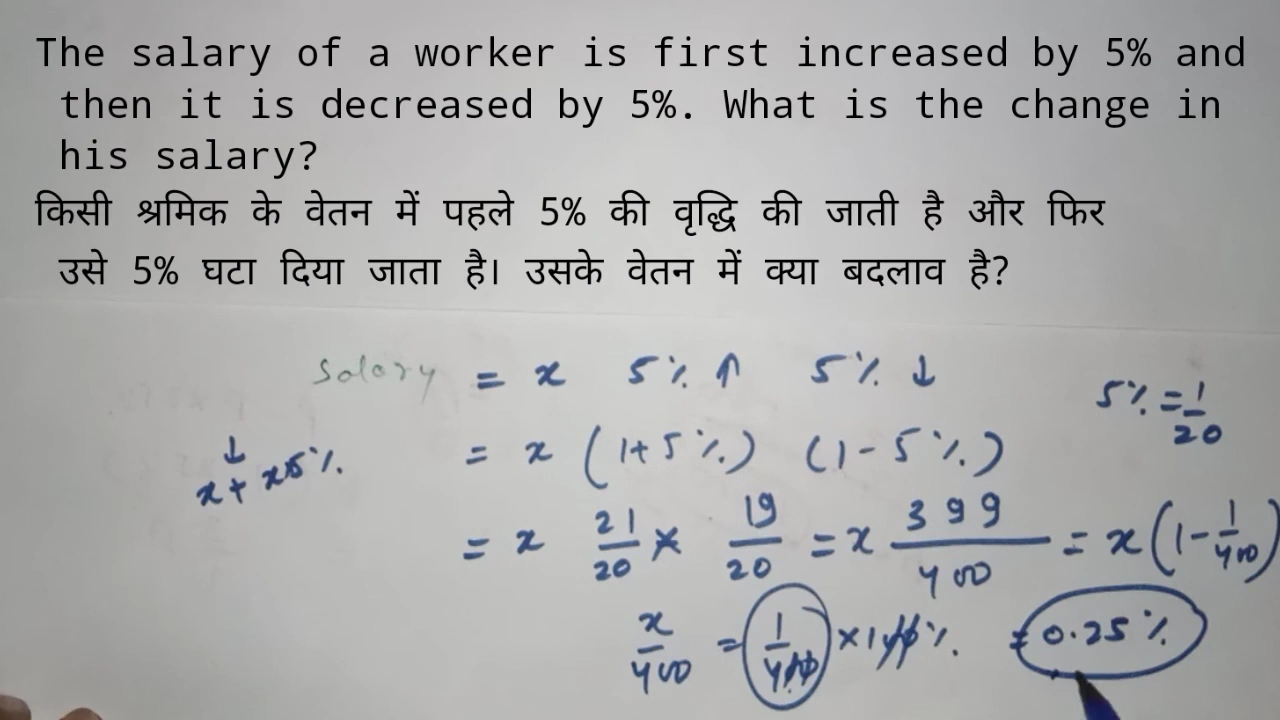 The salary of a worker is first increased by 5% and
then it is decreased by 5%. What is the change in
his salary?
किसी श्रमिक के वेतन में पहले 5% की वृद्धि की जाती है और फिर
उसे 5% घटा दिया जाता है। उसके वेतन में क्या बदलाव है?
Salary = x 5% ↑ 5% ↓
5% = 1/20
= x (1+5%) (1-5%)
↓
x + x5%
= x 21/20 × 19/20 = x 399/400 = x(1-1/400)
x/400 = 1/400 × 100% = 0.25%